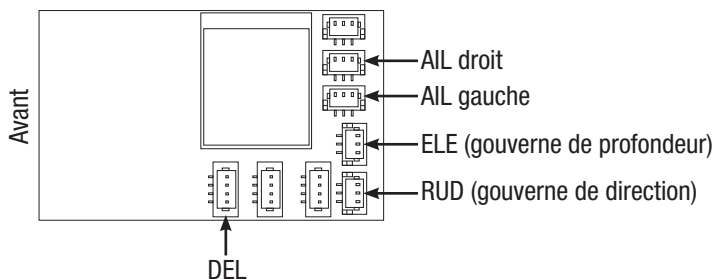 Avant
AIL droit
AIL gauche
ELE (gouverne de profondeur)
RUD (gouverne de direction)
DEL